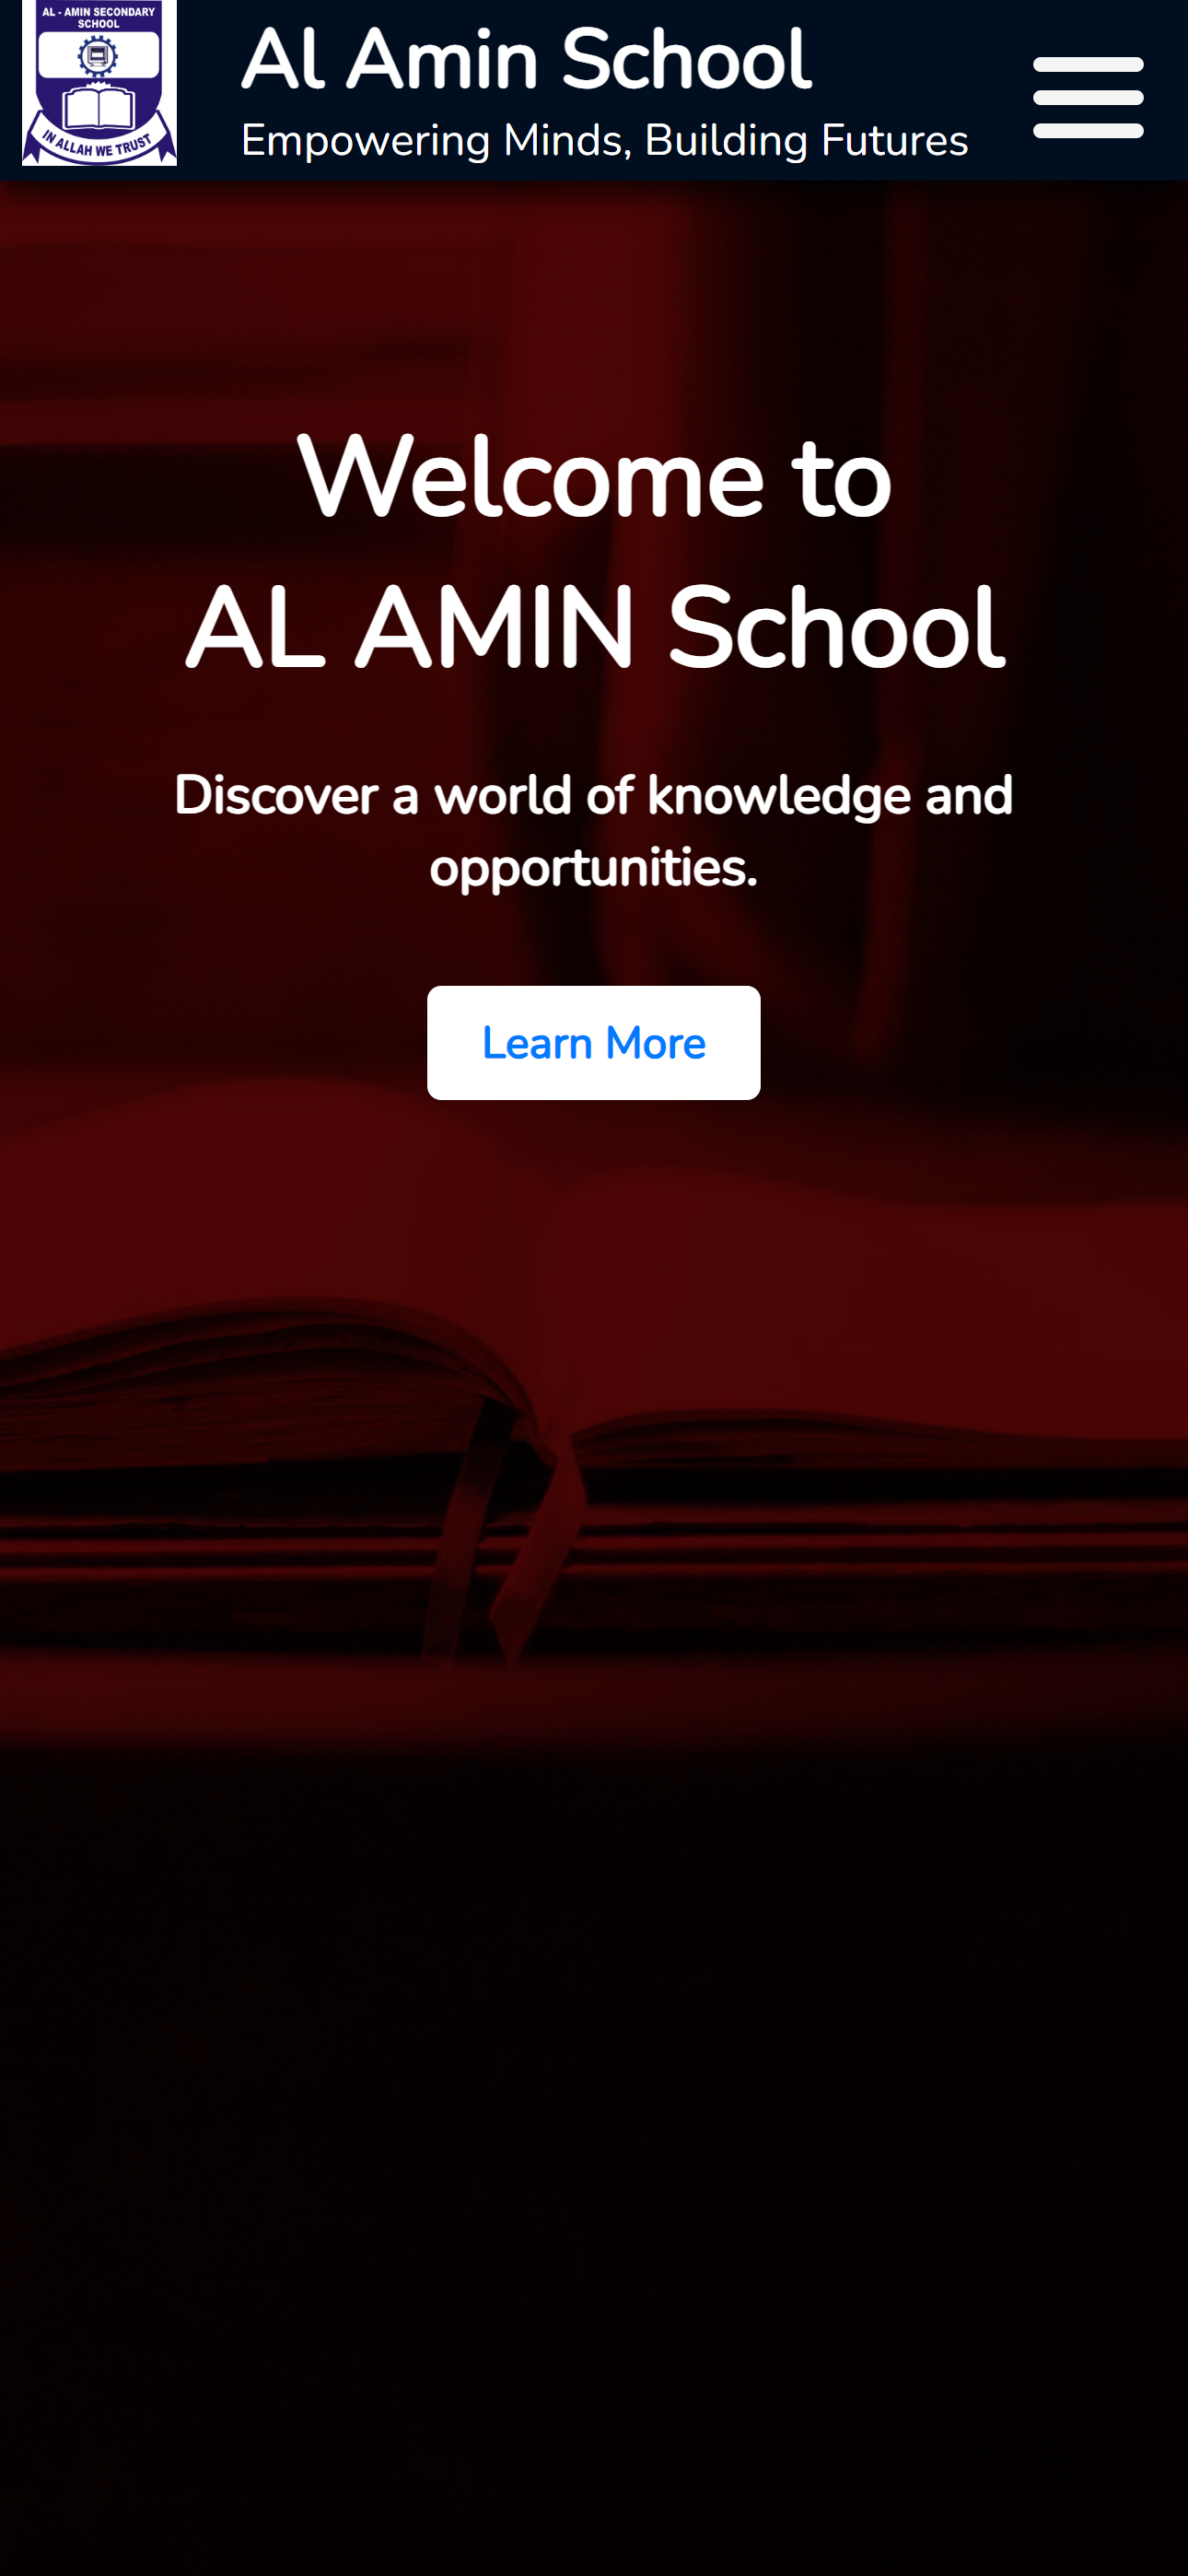 AL - AMIN SECONDARY
SCHOOL
IN ALLAH WE TRUST
Al Amin School
Empowering Minds, Building Futures
Welcome to
AL AMIN School
Discover a world of knowledge and
opportunities.
Learn More